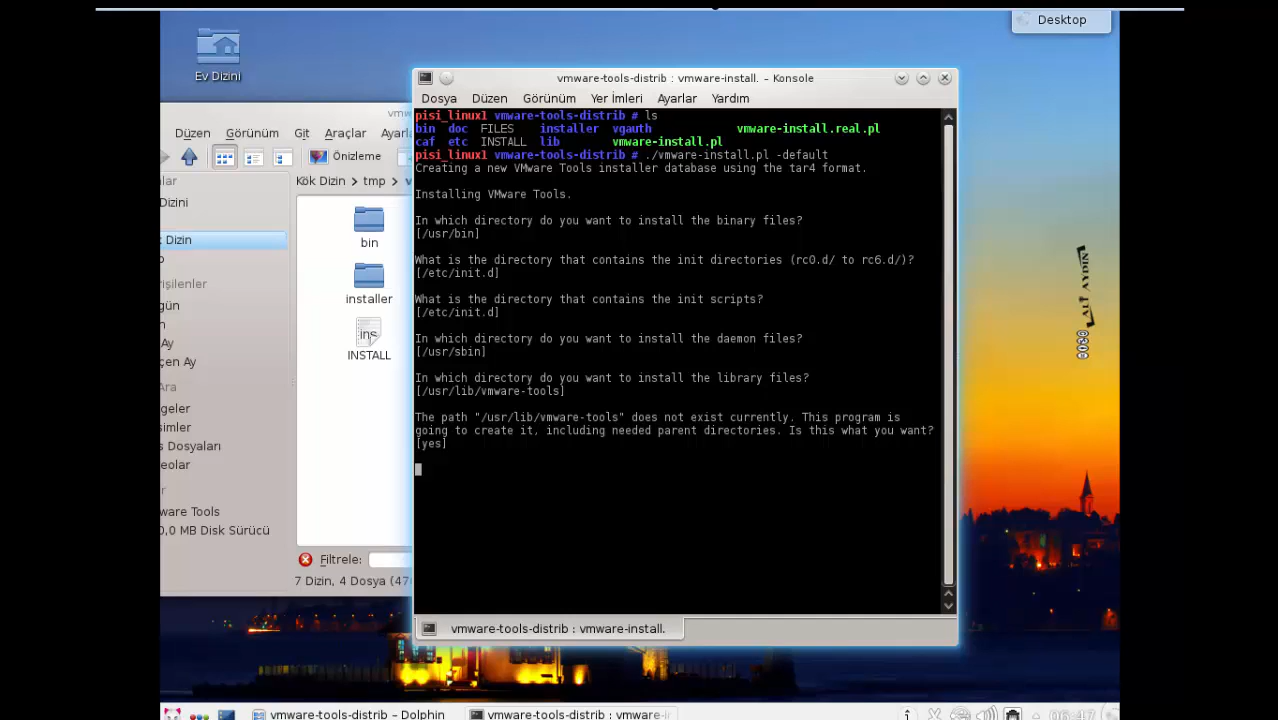 Desktop
Ev Dizini
vmware-tools-distrib : vmware-install. – Konsole
Dosya Düzen Görünüm Yer İmleri Ayarlar Yardım
pisi_linux1 vmware-tools-distrib # ls
bin doc FILES installer vgauth vmware-install.real.pl
caf etc INSTALL lib vmware-install.pl
pisi_linux1 vmware-tools-distrib # ./vmware-install.pl -default
Creating a new VMware Tools installer database using the tar4 format.
Installing VMware Tools.
In which directory do you want to install the binary files?
[/usr/bin]
What is the directory that contains the init directories (rc0.d/ to rc6.d/)?
[/etc/init.d]
What is the directory that contains the init scripts?
[/etc/init.d]
In which directory do you want to install the daemon files?
[/usr/sbin]
In which directory do you want to install the library files?
[/usr/lib/vmware-tools]
The path "/usr/lib/vmware-tools" does not exist currently. This program is
going to create it, including needed parent directories. Is this what you want?
[yes]
vmware-tools-distrib : vmware-install.
Düzen Görünüm Git Araçlar
Önizleme
Kök Dizin tmp
Dizini
k Dizin
bin
installer
INSTALL
ins
rişilenler
gün
Ay
çen Ay
Ara
geler
simler
s Dosyaları
eolar
ware Tools
0,0 MB Disk Sürücü
Filtrele:
7 Dizin, 4 Dosya (47
ALİ AYDIN
vmware-tools-distrib – Dolphin
vmware-tools-distrib : vmware-i
06:47